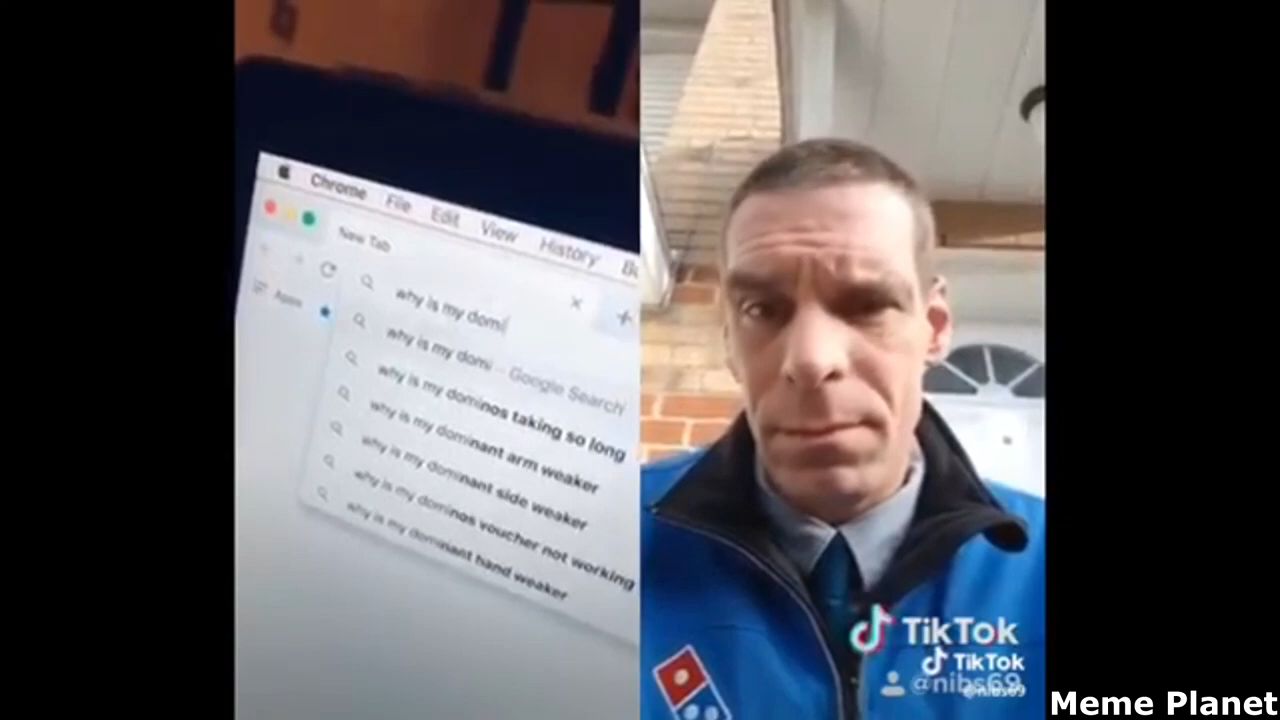 Chrome File Edit View History
New Tab
why is my domi
Apps
why is my domi - Google Search
why is my dominos taking so long
why is my dominant arm weaker
why is my dominant side weaker
why is my dominos voucher not working
why is my dominant hand weaker
TikTok
TikTok
@nibs69
@nibs69
Meme Planet